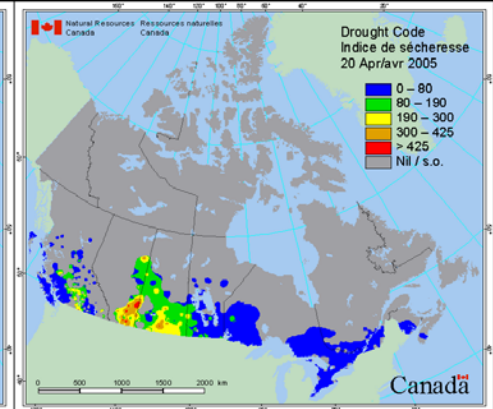 Natural Resources Ressources naturelles
Canada Canada
Drought Code
Indice de sécheresse
20 Apr/avr 2005
0 – 80
80 – 190
190 – 300
300 – 425
> 425
Nil / s.o.
0 500 1000 1500 2000 km
Canada